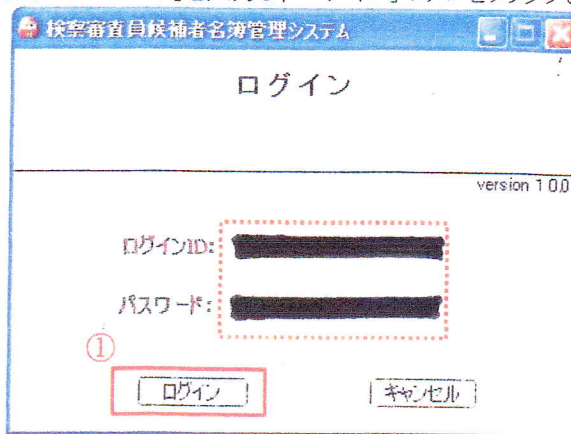 検察審査員候補者名簿管理システム
ログイン
version 1.0.0
ログインID:
パスワード:
①
ログイン
キャンセル